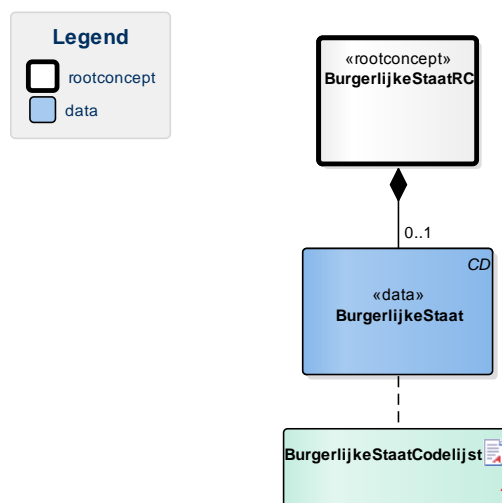 Legend
rootconcept
data
«rootconcept»
BurgerlijkeStaatRC
0..1
CD
«data»
BurgerlijkeStaat
BurgerlijkeStaatCodelijst